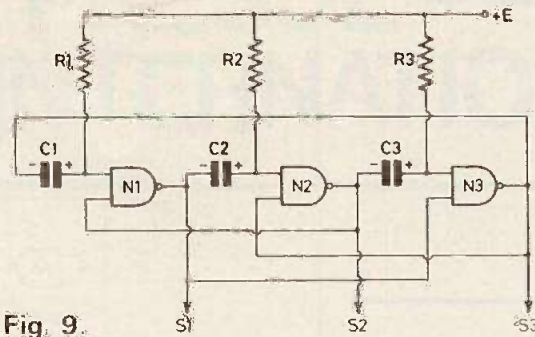 +E
R1 R2 R3
C1 C2 C3
- + - + - +
N1 N2 N3
S1 S2 S3
Fig. 9.